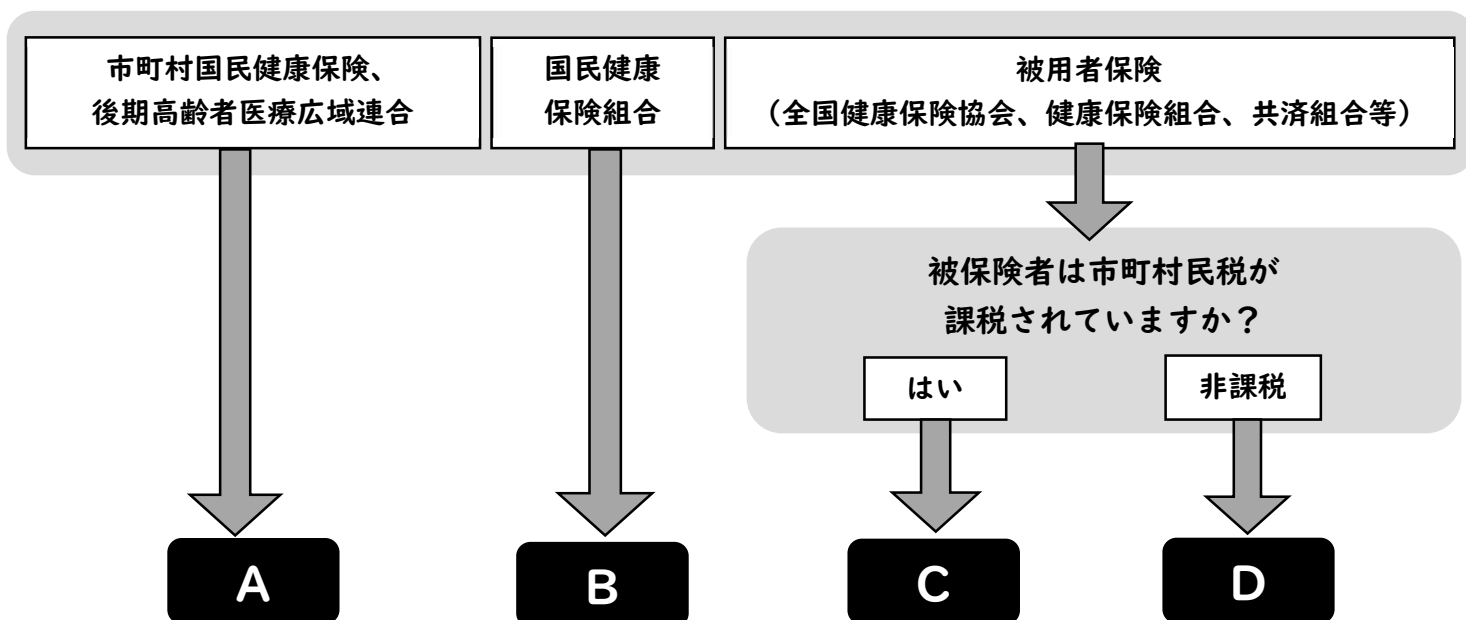 市町村国民健康保険、
後期高齢者医療広域連合
国民健康
保険組合
被用者保険
（全国健康保険協会、健康保険組合、共済組合等）
被保険者は市町村民税が
課税されていますか？
はい
非課税
A
B
C
D